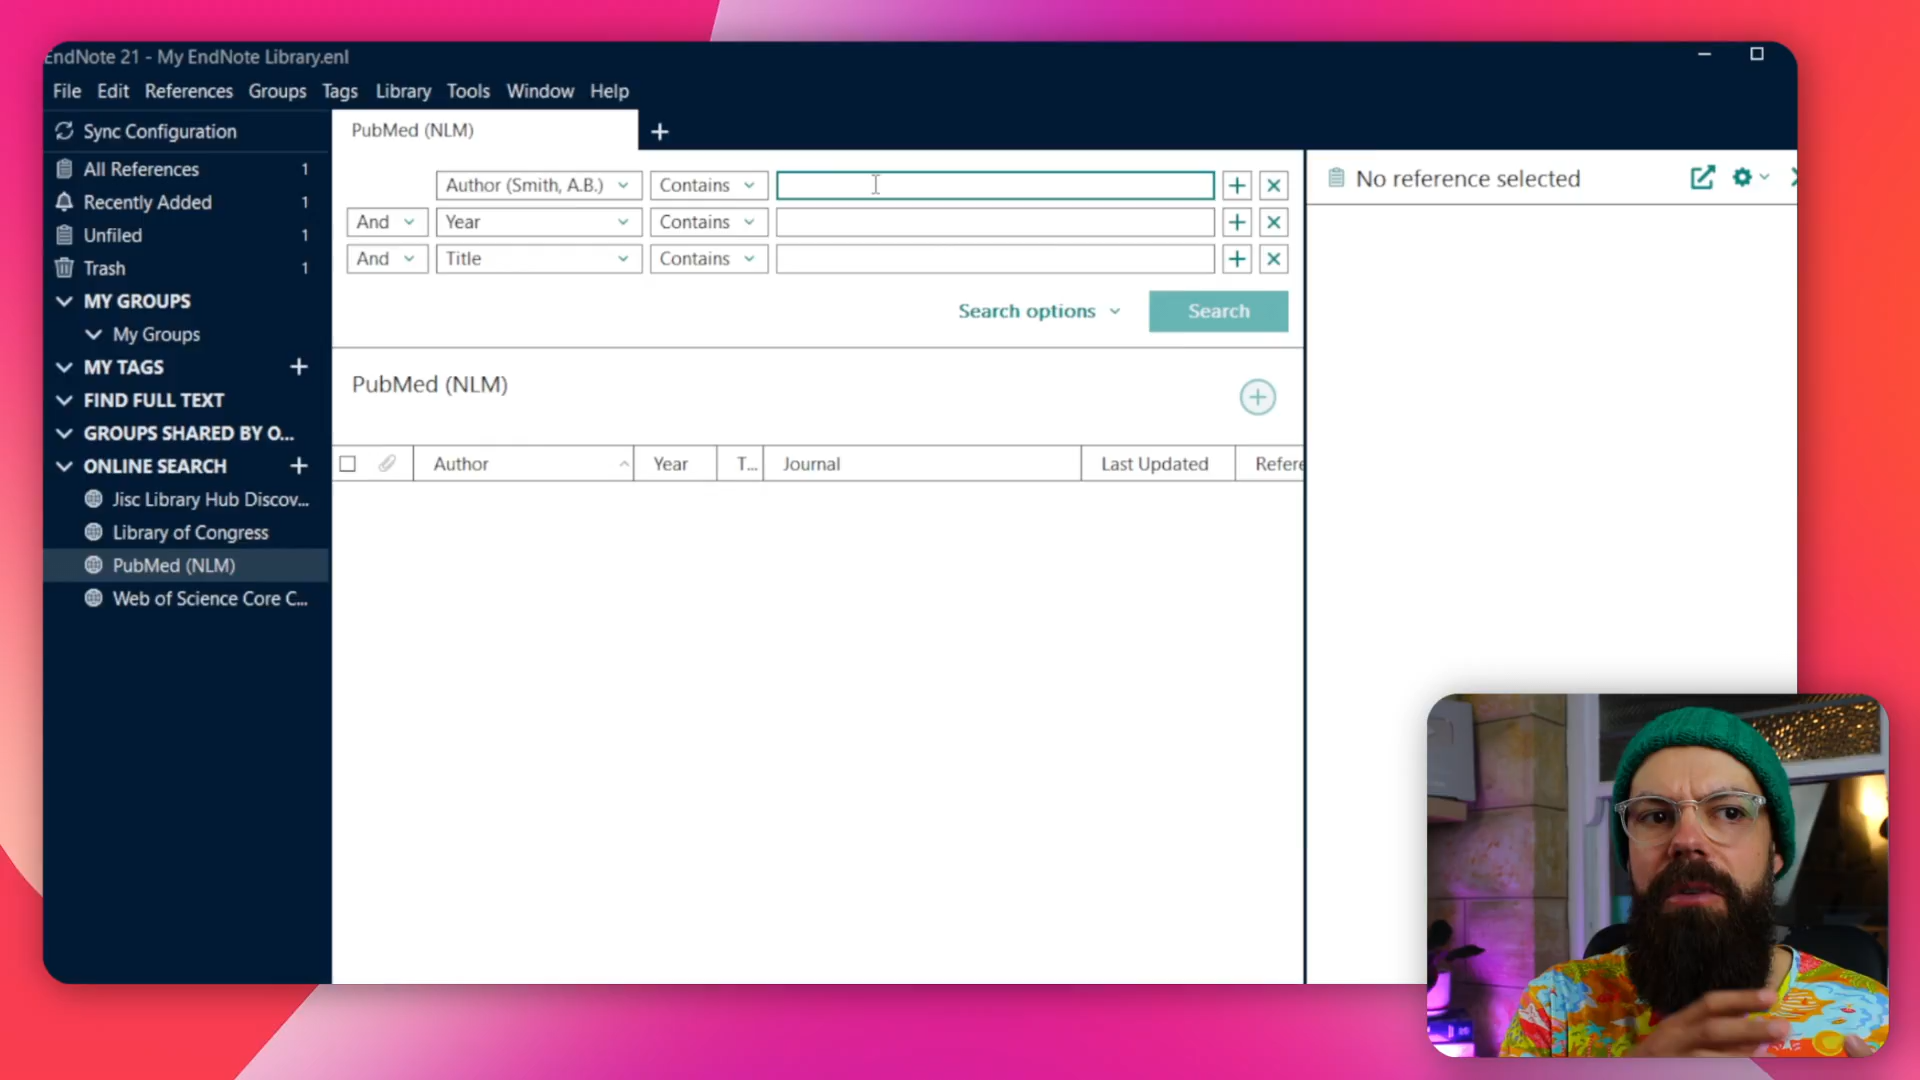 EndNote 21 - My EndNote Library.enl
File Edit References Groups Tags Library Tools Window Help
Sync Configuration
All References 1
Recently Added 1
Unfiled 1
Trash 1
MY GROUPS
My Groups
MY TAGS
FIND FULL TEXT
GROUPS SHARED BY O...
ONLINE SEARCH
Jisc Library Hub Discov...
Library of Congress
PubMed (NLM)
Web of Science Core C...
PubMed (NLM)
Author (Smith, A.B.) Contains
And Year Contains
And Title Contains
Search options Search
PubMed (NLM)
Author Year T... Journal Last Updated Refere
No reference selected